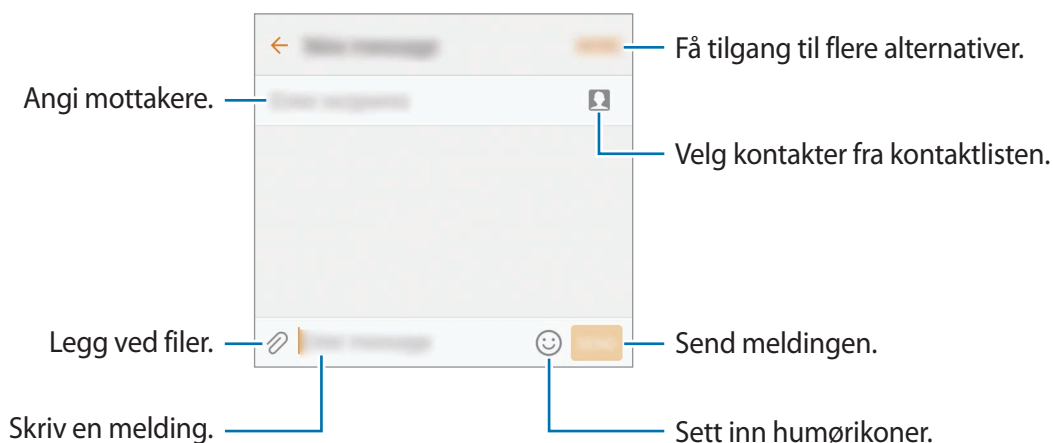 Få tilgang til flere alternativer.
Angi mottakere.
Velg kontakter fra kontaktlisten.
Legg ved filer.
Send meldingen.
Skriv en melding.
Sett inn humørikoner.